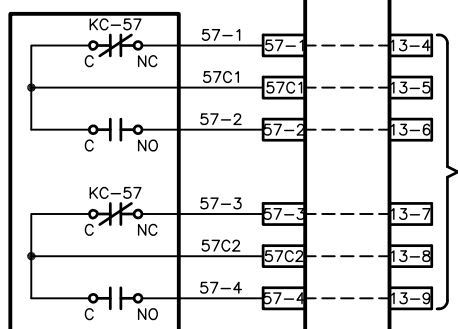 KC-57
57-1 57-1 13-4
C NC
57C1 57C1 13-5
57-2 57-2 13-6
C NO
KC-57
57-3 57-3 13-7
C NC
57C2 57C2 13-8
57-4 57-4 13-9
C NO